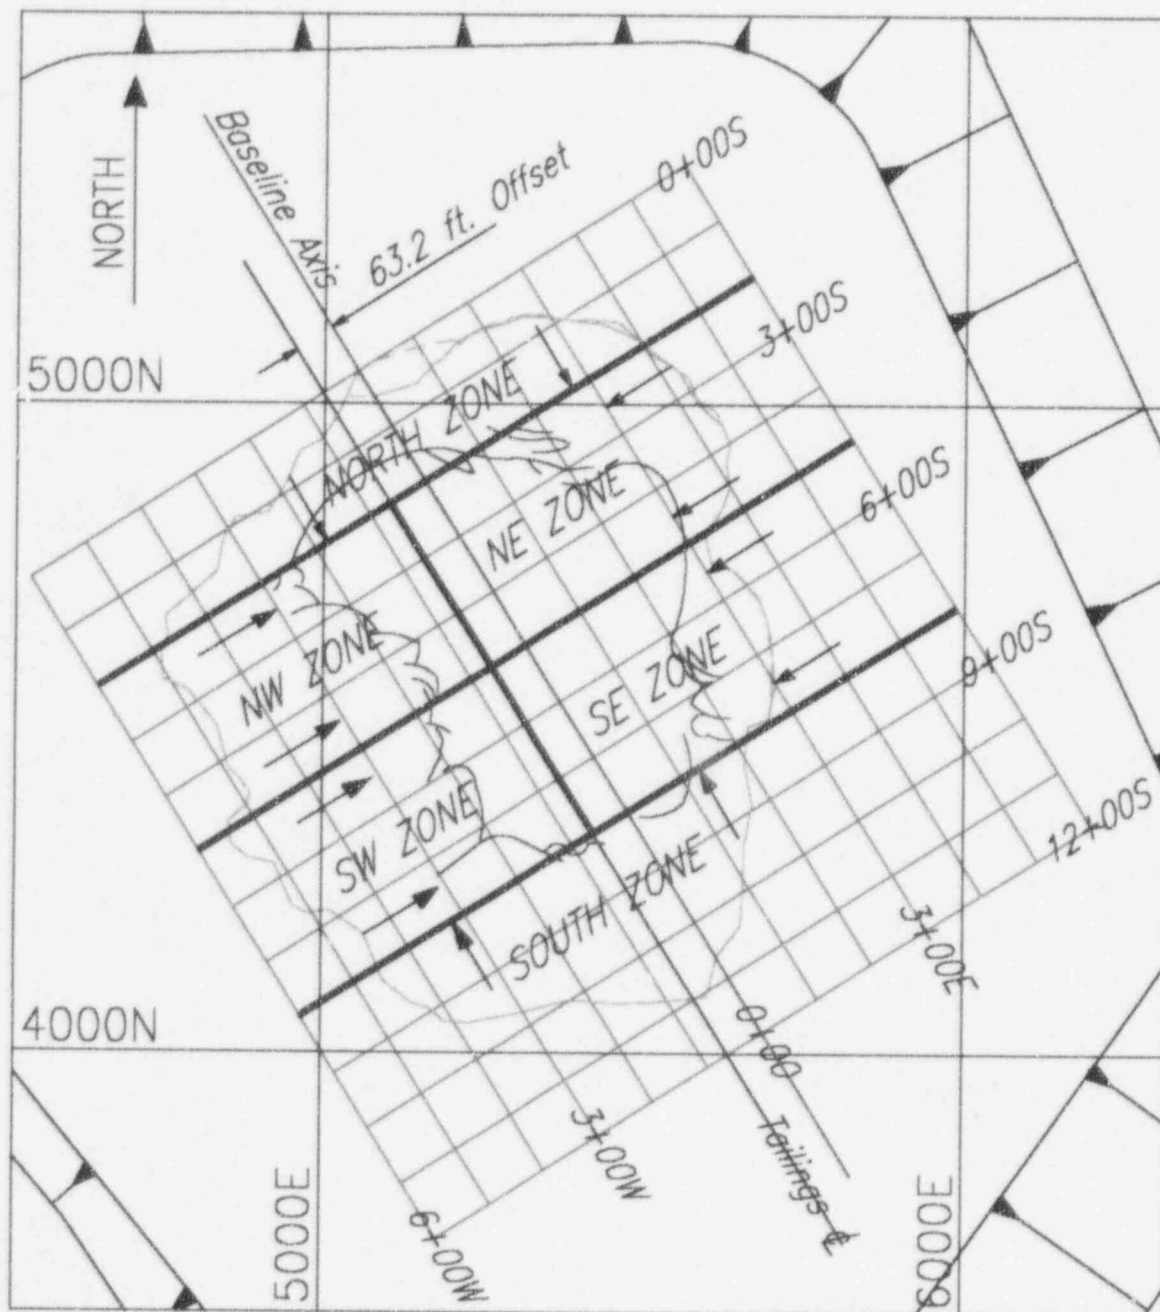 NORTH
Baseline Axis
63.2 ft. Offset
0+00S
3+00S
5000N
NORTH ZONE
6+00S
NE ZONE
9+00S
NW ZONE
SE ZONE
12+00S
SW ZONE
SOUTH ZONE
3+00E
4000N
0+00
3+00W
Tailings ℄
5000E
6000E
6+00W